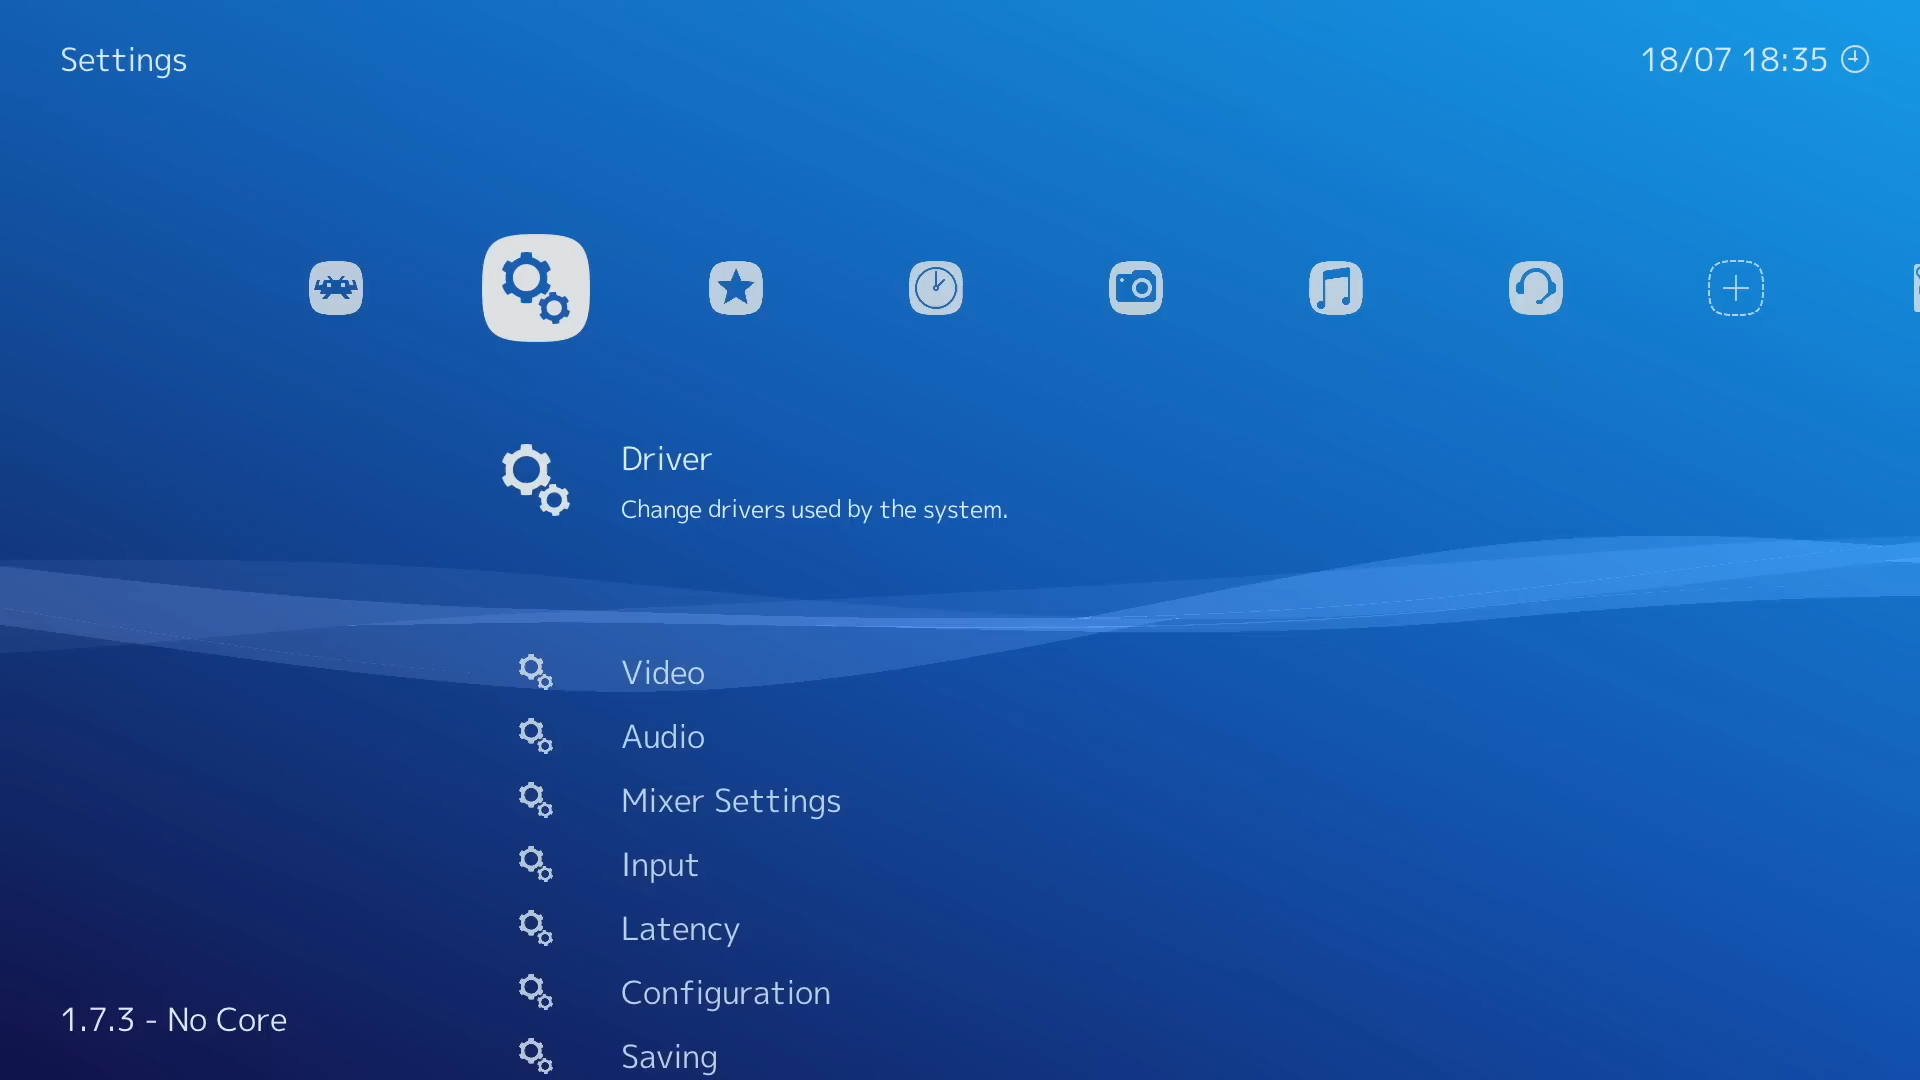 Settings
18/07 18:35
Driver
Change drivers used by the system.
Video
Audio
Mixer Settings
Input
Latency
Configuration
Saving
1.7.3 - No Core